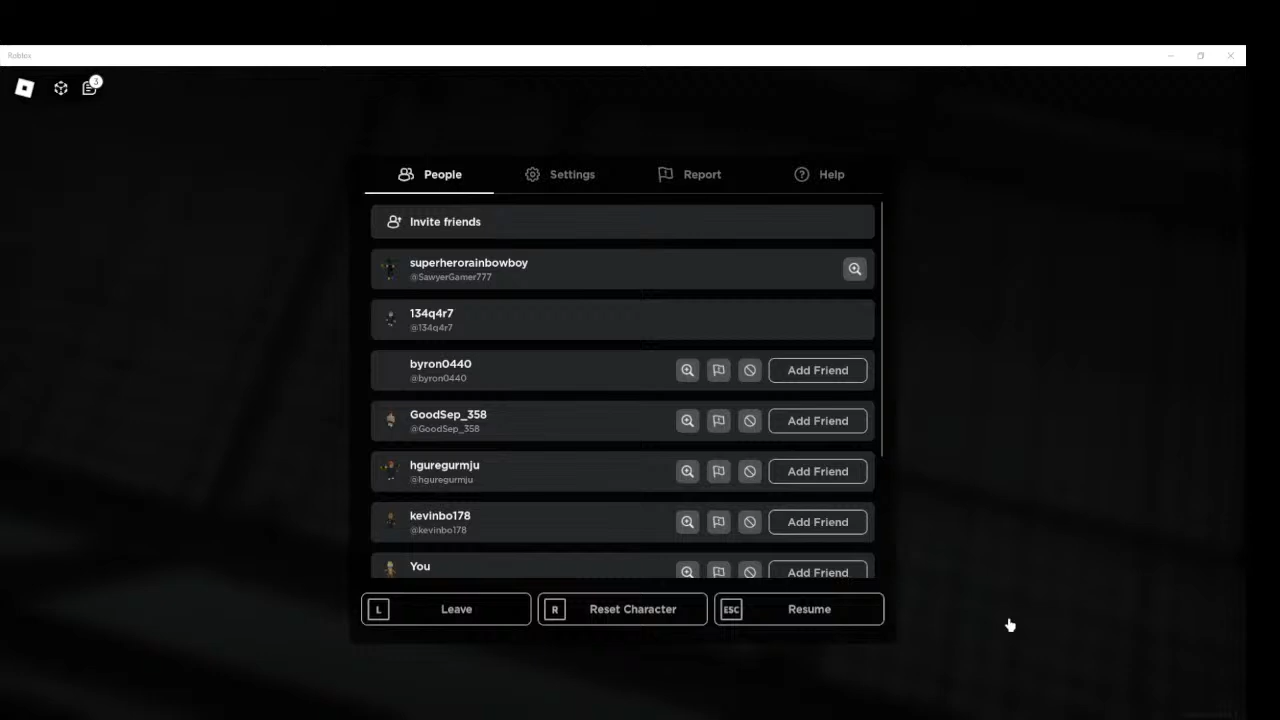 Roblox
3
People
Settings
Report
Help
Invite friends
superherorainbowboy
@SawyerGamer777
134q4r7
@134q4r7
byron0440
@byron0440
Add Friend
GoodSep_358
@GoodSep_358
Add Friend
hguregurmju
@hguregurmju
Add Friend
kevinbo178
@kevinbo178
Add Friend
You
Add Friend
L
Leave
R
Reset Character
ESC
Resume